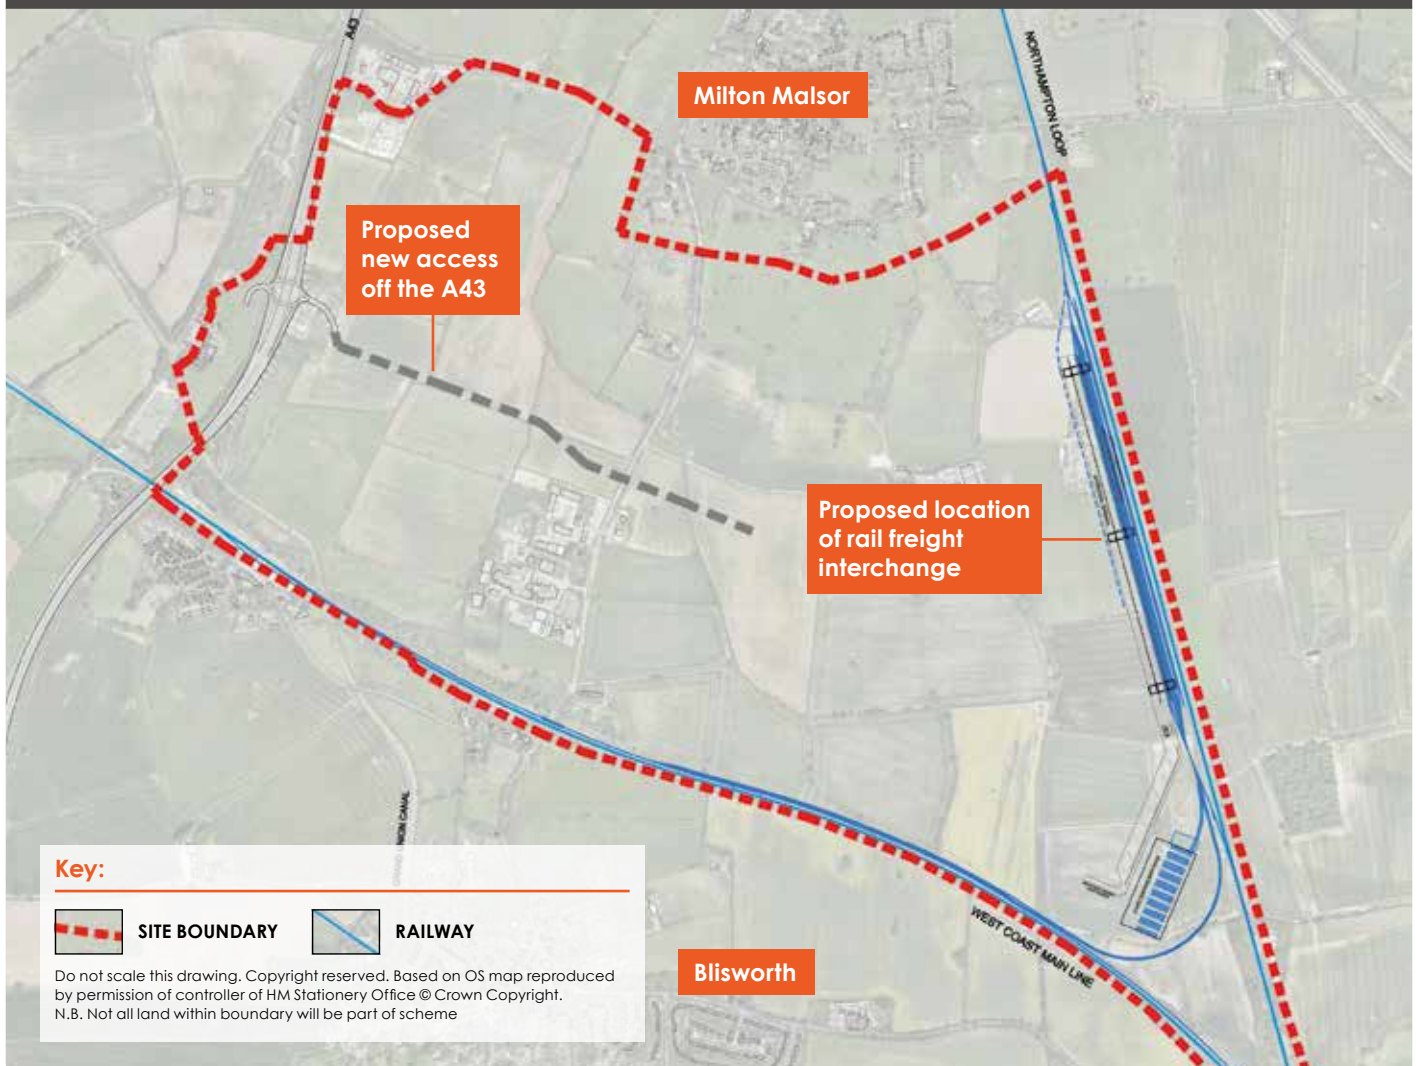 A43
NORTHAMPTON LOOP
Milton Malsor
Proposed
new access
off the A43
Proposed location
of rail freight
interchange
GRAND UNION CANAL
WEST COAST MAIN LINE
Blisworth
Key:
SITE BOUNDARY
RAILWAY
Do not scale this drawing. Copyright reserved. Based on OS map reproduced
by permission of controller of HM Stationery Office © Crown Copyright.
N.B. Not all land within boundary will be part of scheme